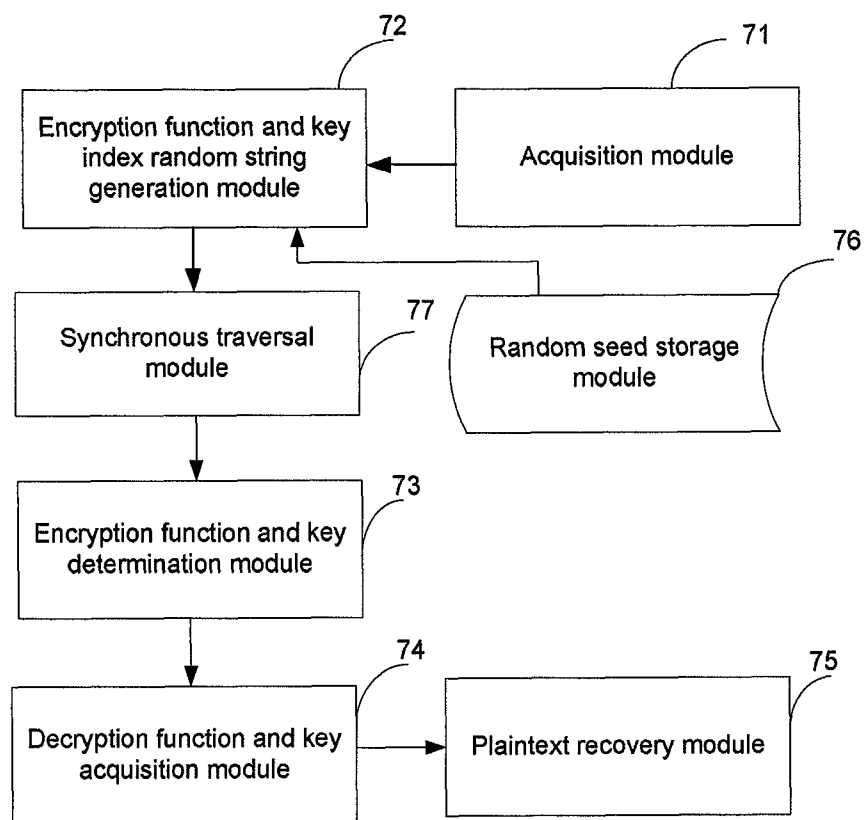 72
71
Encryption function and key
index random string
generation module
Acquisition module
76
Synchronous traversal
module
77
Random seed storage
module
73
Encryption function and key
determination module
74
75
Decryption function and key
acquisition module
Plaintext recovery module